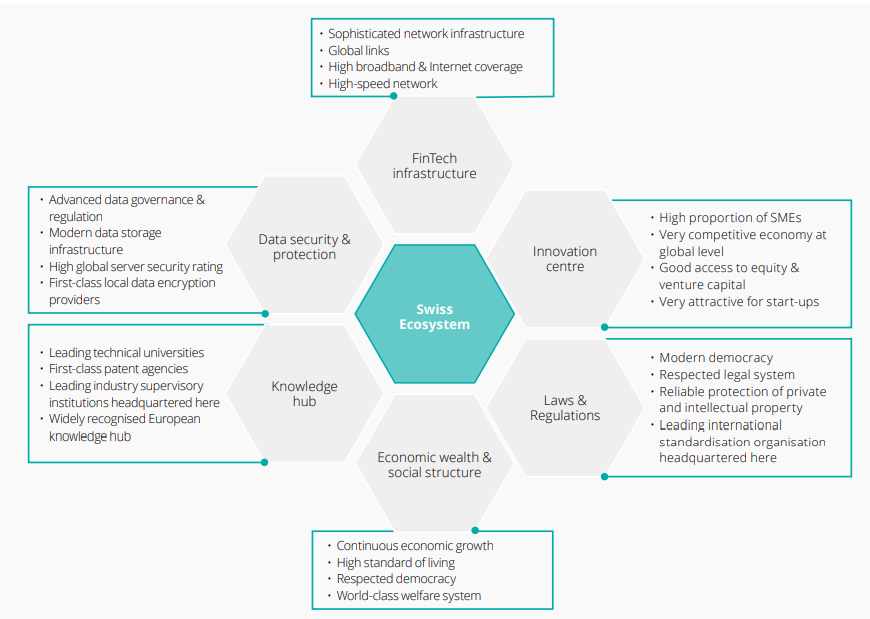 • Sophisticated network infrastructure
• Global links
• High broadband & Internet coverage
• High-speed network
FinTech
infrastructure
• Advanced data governance &
regulation
• Modern data storage
infrastructure
• High global server security rating
• First-class local data encryption
providers
Data security &
protection
Innovation
centre
• High proportion of SMEs
• Very competitive economy at
global level
• Good access to equity &
venture capital
• Very attractive for start-ups
Swiss
Ecosystem
• Leading technical universities
• First-class patent agencies
• Leading industry supervisory
institutions headquartered here
• Widely recognised European
knowledge hub
Knowledge
hub
Laws &
Regulations
• Modern democracy
• Respected legal system
• Reliable protection of private
and intellectual property
• Leading international
standardisation organisation
headquartered here
Economic wealth &
social structure
• Continuous economic growth
• High standard of living
• Respected democracy
• World-class welfare system